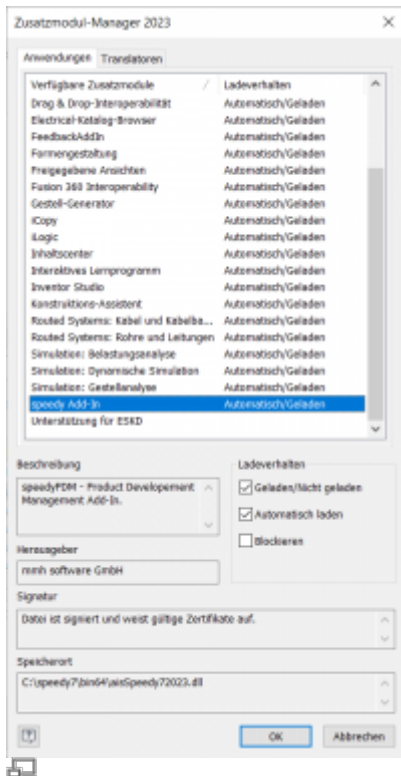 Zusatzmodul-Manager 2023
Anwendungen Translatoren
Verfügbare Zusatzmodule / Ladeverhalten
Drag & Drop-Interoperabilität Automatisch/Geladen
Electrical-Katalog-Browser Automatisch/Geladen
FeedbackAddIn Automatisch/Geladen
Formengestaltung Automatisch/Geladen
Freigegebene Ansichten Automatisch/Geladen
Fusion 360 Interoperability Automatisch/Geladen
Gestell-Generator Automatisch/Geladen
iCopy Automatisch/Geladen
iLogic Automatisch/Geladen
Inhaltscenter Automatisch/Geladen
Interaktives Lernprogramm Automatisch/Geladen
Inventor Studio Automatisch/Geladen
Konstruktions-Assistent Automatisch/Geladen
Routed Systems: Kabel und Kabelba... Automatisch/Geladen
Routed Systems: Rohre und Leitungen Automatisch/Geladen
Simulation: Belastungsanalyse Automatisch/Geladen
Simulation: Dynamische Simulation Automatisch/Geladen
Simulation: Gestellanalyse Automatisch/Geladen
speedy Add-In Automatisch/Geladen
Unterstützung für ESKD
Beschreibung
speedyPDM - Product Developement
Management Add-In.
Ladeverhalten
Geladen/Nicht geladen
Automatisch laden
Blockieren
Herausgeber
mmh software GmbH
Signatur
Datei ist signiert und weist gültige Zertifikate auf.
Speicherort
C:\speedy7\bin64\aisSpeedy72023.dll
OK Abbrechen